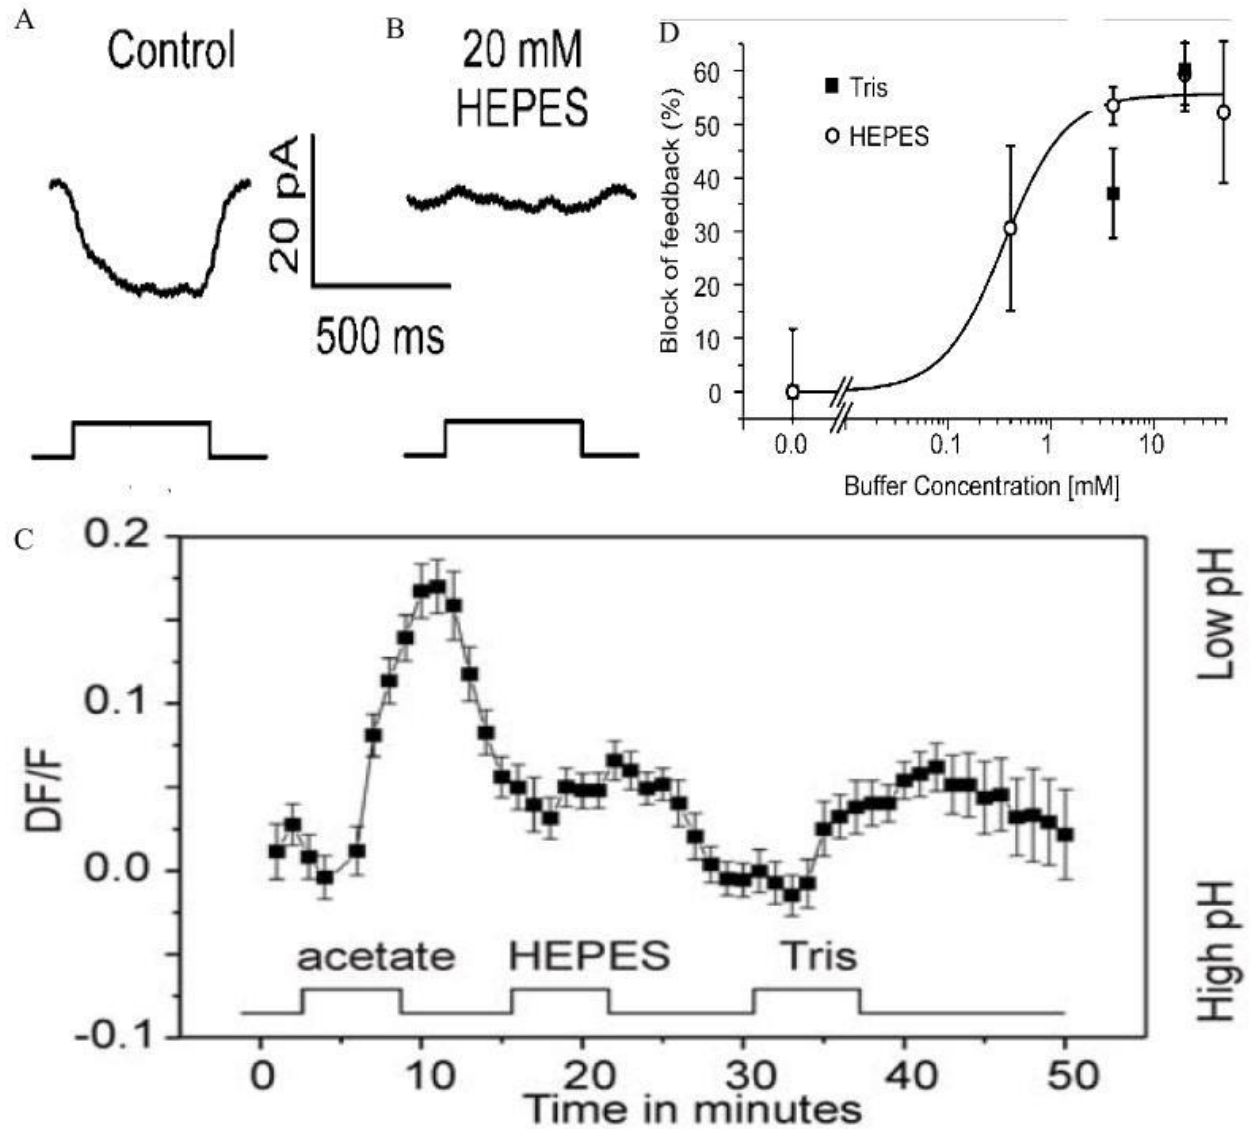 A
Control
B
20 mM
HEPES
20 pA
500 ms
D
Block of feedback (%)
60
50
40
30
20
10
0
Tris
HEPES
0.0
0.1
1
10
Buffer Concentration [mM]
C
DF/F
0.2
0.1
0.0
-0.1
acetate
HEPES
Tris
0
10
20
30
40
50
Time in minutes
Low pH
High pH